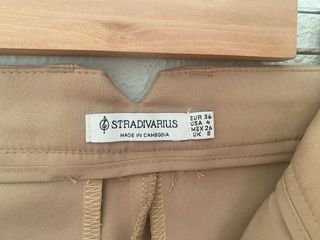 STRADIVARIUS
MADE IN CAMBODIA
EUR 36
USA 4
MEX 26
UK 8